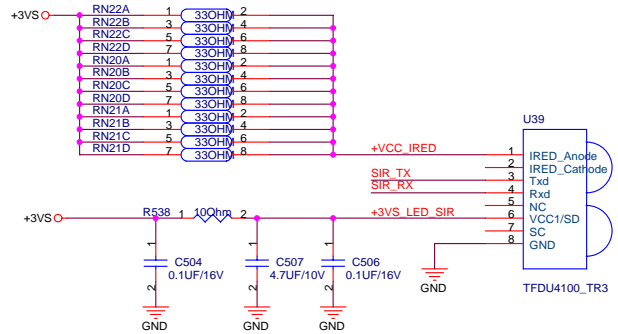 RN22A 1 33OHM 2
+3VS RN22B 3 33OHM 4
RN22C 5 33OHM 6
RN22D 7 33OHM 8
RN20A 1 33OHM 2
RN20B 3 33OHM 4
RN20C 5 33OHM 6
RN20D 7 33OHM 8
RN21A 1 33OHM 2
RN21B 3 33OHM 4
RN21C 5 33OHM 6
RN21D 7 33OHM 8
U39
+VCC_IRED 1 IRED_Anode
2 IRED_Cathode
SIR_TX 3 Txd
SIR_RX 4 Rxd
5 NC
+3VS R538 1 10Ohm 2 +3VS_LED_SIR 6 VCC1/SD
7 SC
8 GND
1 1 1
C504 C507 C506
0.1UF/16V 4.7UF/10V 0.1UF/16V
2 2 2
GND
TFDU4100_TR3
GND GND GND